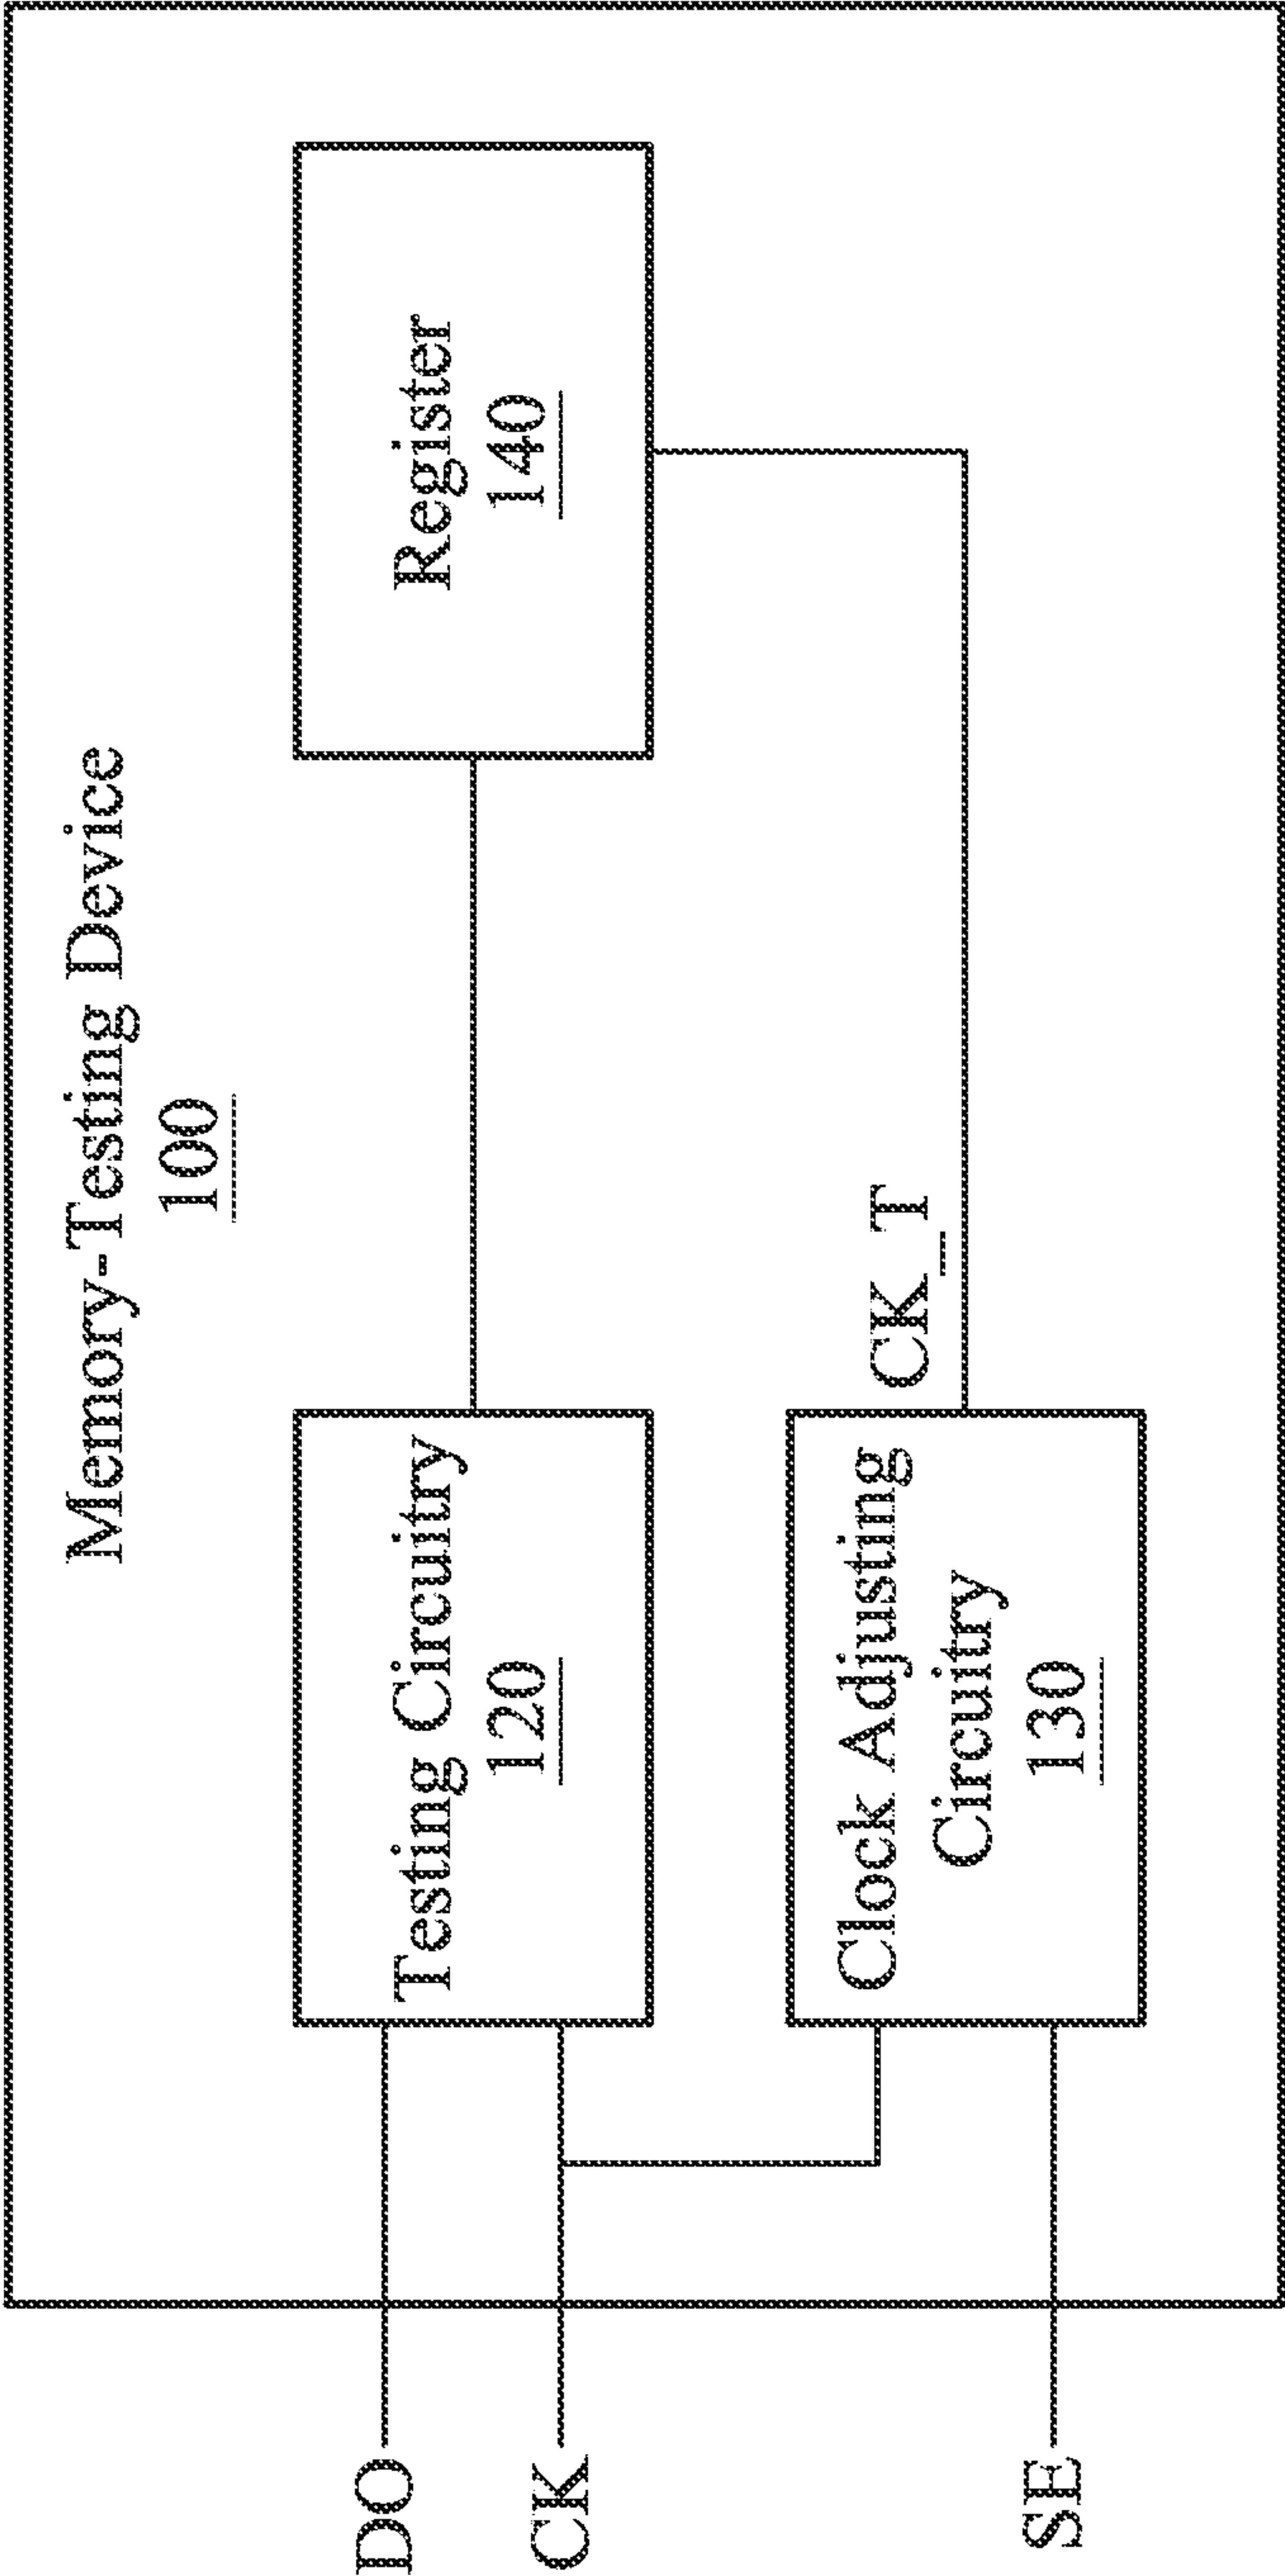 Memory-Testing Device
100
DO
CK
SE
Testing Circuitry
120
Clock Adjusting
Circuitry
130
CK_T
Register
140